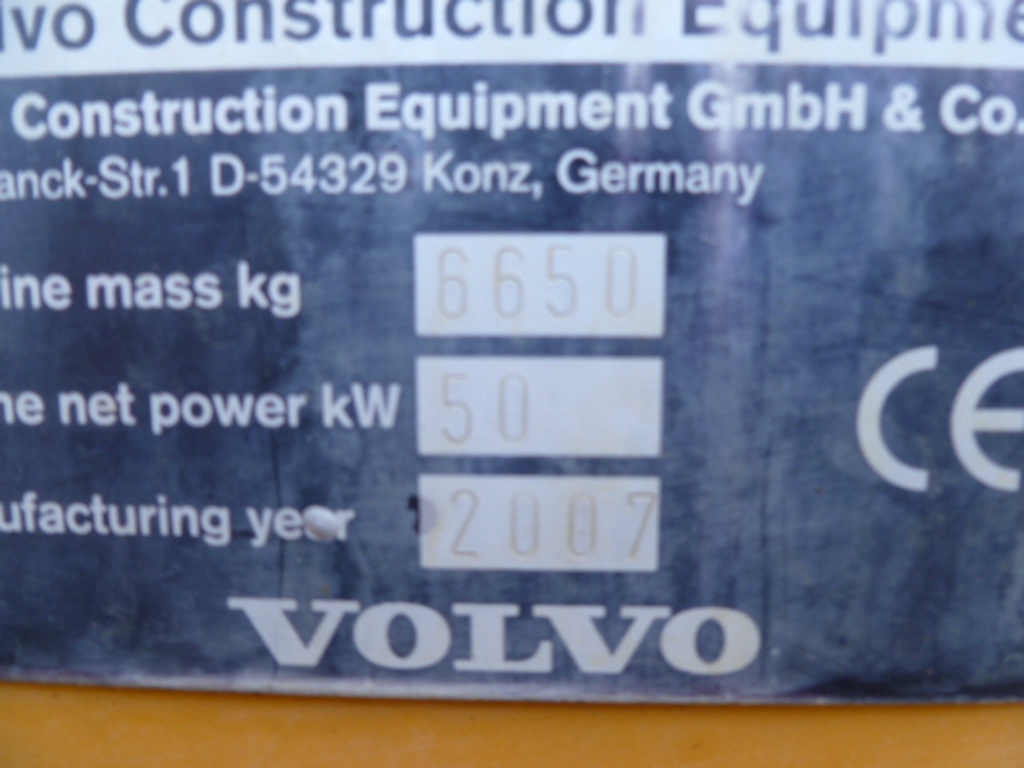 lvo Construction Equipme
Construction Equipment GmbH & Co.
anck-Str.1 D-54329 Konz, Germany
ine mass kg 6650
ne net power kW 50
ufacturing year 2007
CE
VOLVO